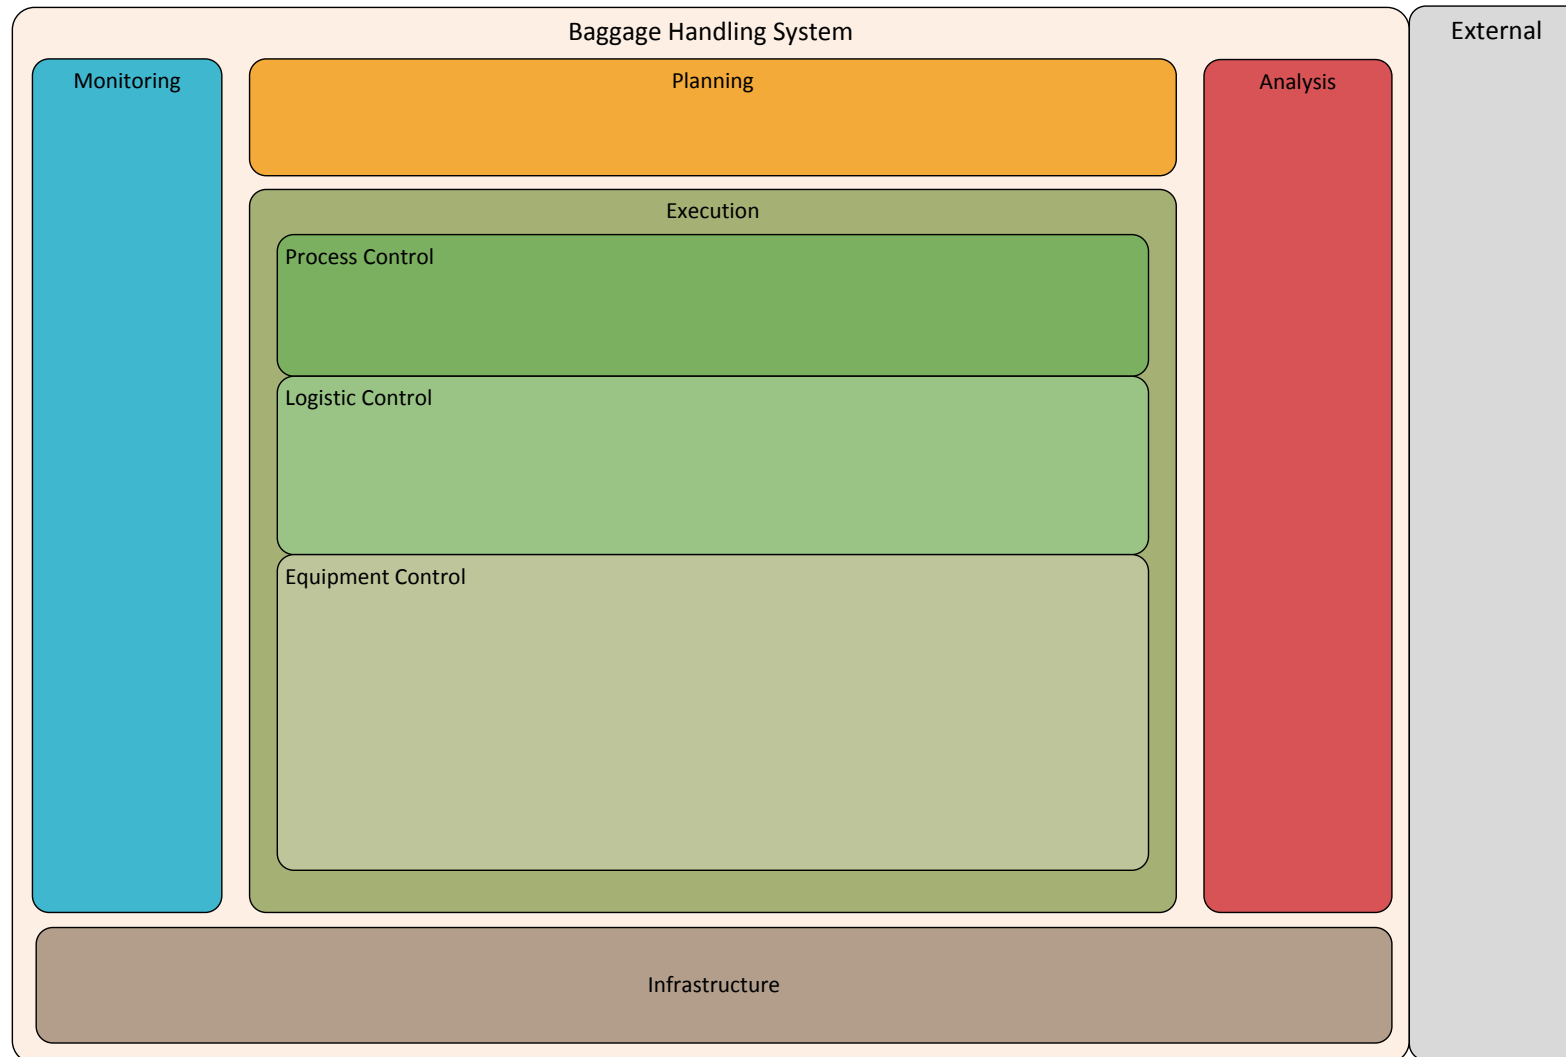 Baggage Handling System
External
Monitoring
Planning
Analysis
Execution
Process Control
Logistic Control
Equipment Control
Infrastructure